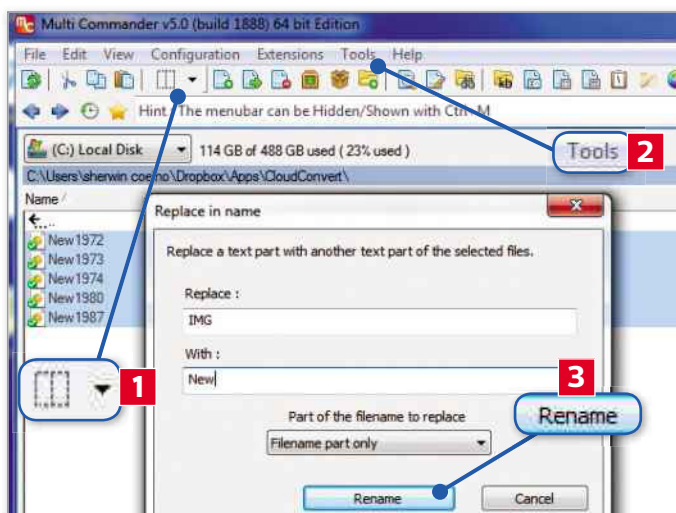 Multi Commander v5.0 (build 1888) 64 bit Edition
File Edit View Configuration Extensions Tools Help
Hint: The menubar can be Hidden/Shown with Ctrl+M
(C:) Local Disk 114 GB of 488 GB used ( 23% used )
Tools 2
C:\Users\sherwin coelho\Dropbox\Apps\CloudConvert\
Name
..
New1972
New1973
New1974
New1980
New1987
Replace in name
Replace a text part with another text part of the selected files.
Replace :
IMG
With :
New
1
3
Part of the filename to replace
Rename
Filename part only
Rename Cancel